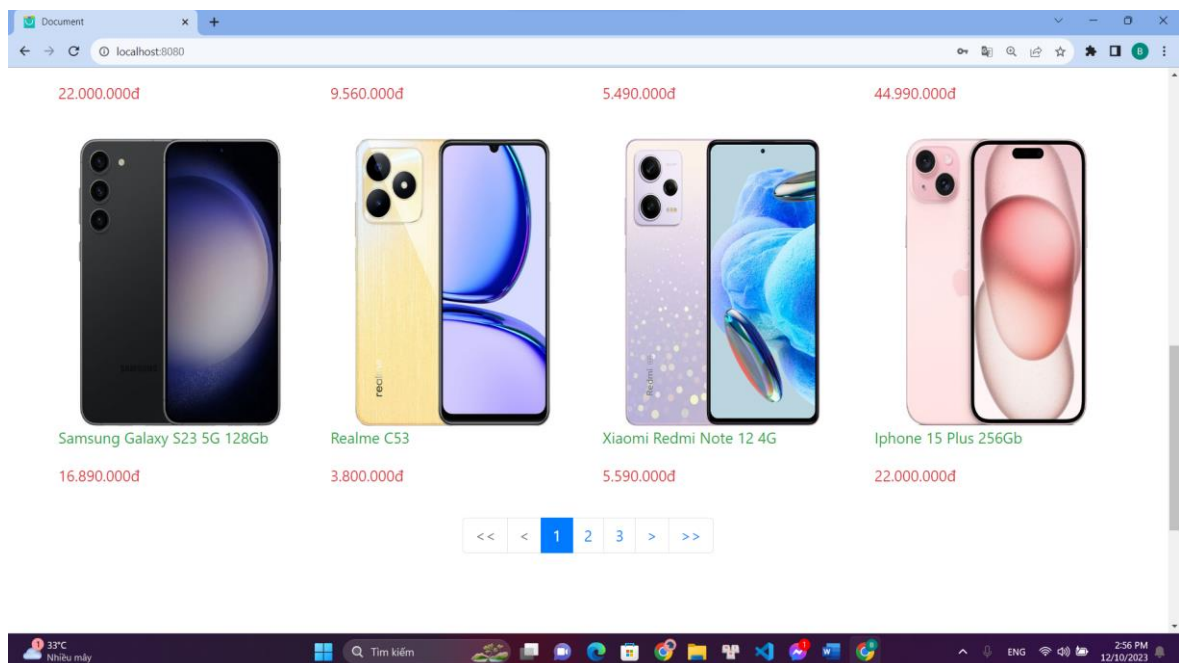 Document
localhost:8080
B
22.000.000đ 9.560.000đ 5.490.000đ 44.990.000đ
Samsung Galaxy S23 5G 128Gb Realme C53 Xiaomi Redmi Note 12 4G Iphone 15 Plus 256Gb
16.890.000đ 3.800.000đ 5.590.000đ 22.000.000đ
<< < 1 2 3 > >>
1 33°C
Nhiều mây
Tìm kiếm
ENG
2:56 PM
12/10/2023